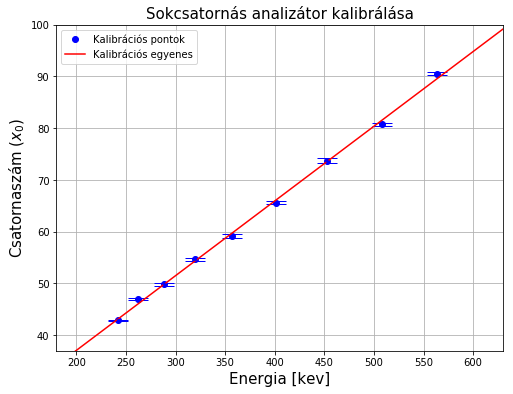 Sokcsatornás analizátor kalibrálása
Kalibrációs pontok
Kalibrációs egyenes
100
90
80
70
60
50
40
Csatornaszám (x₀)
200 250 300 350 400 450 500 550 600
Energia [kev]